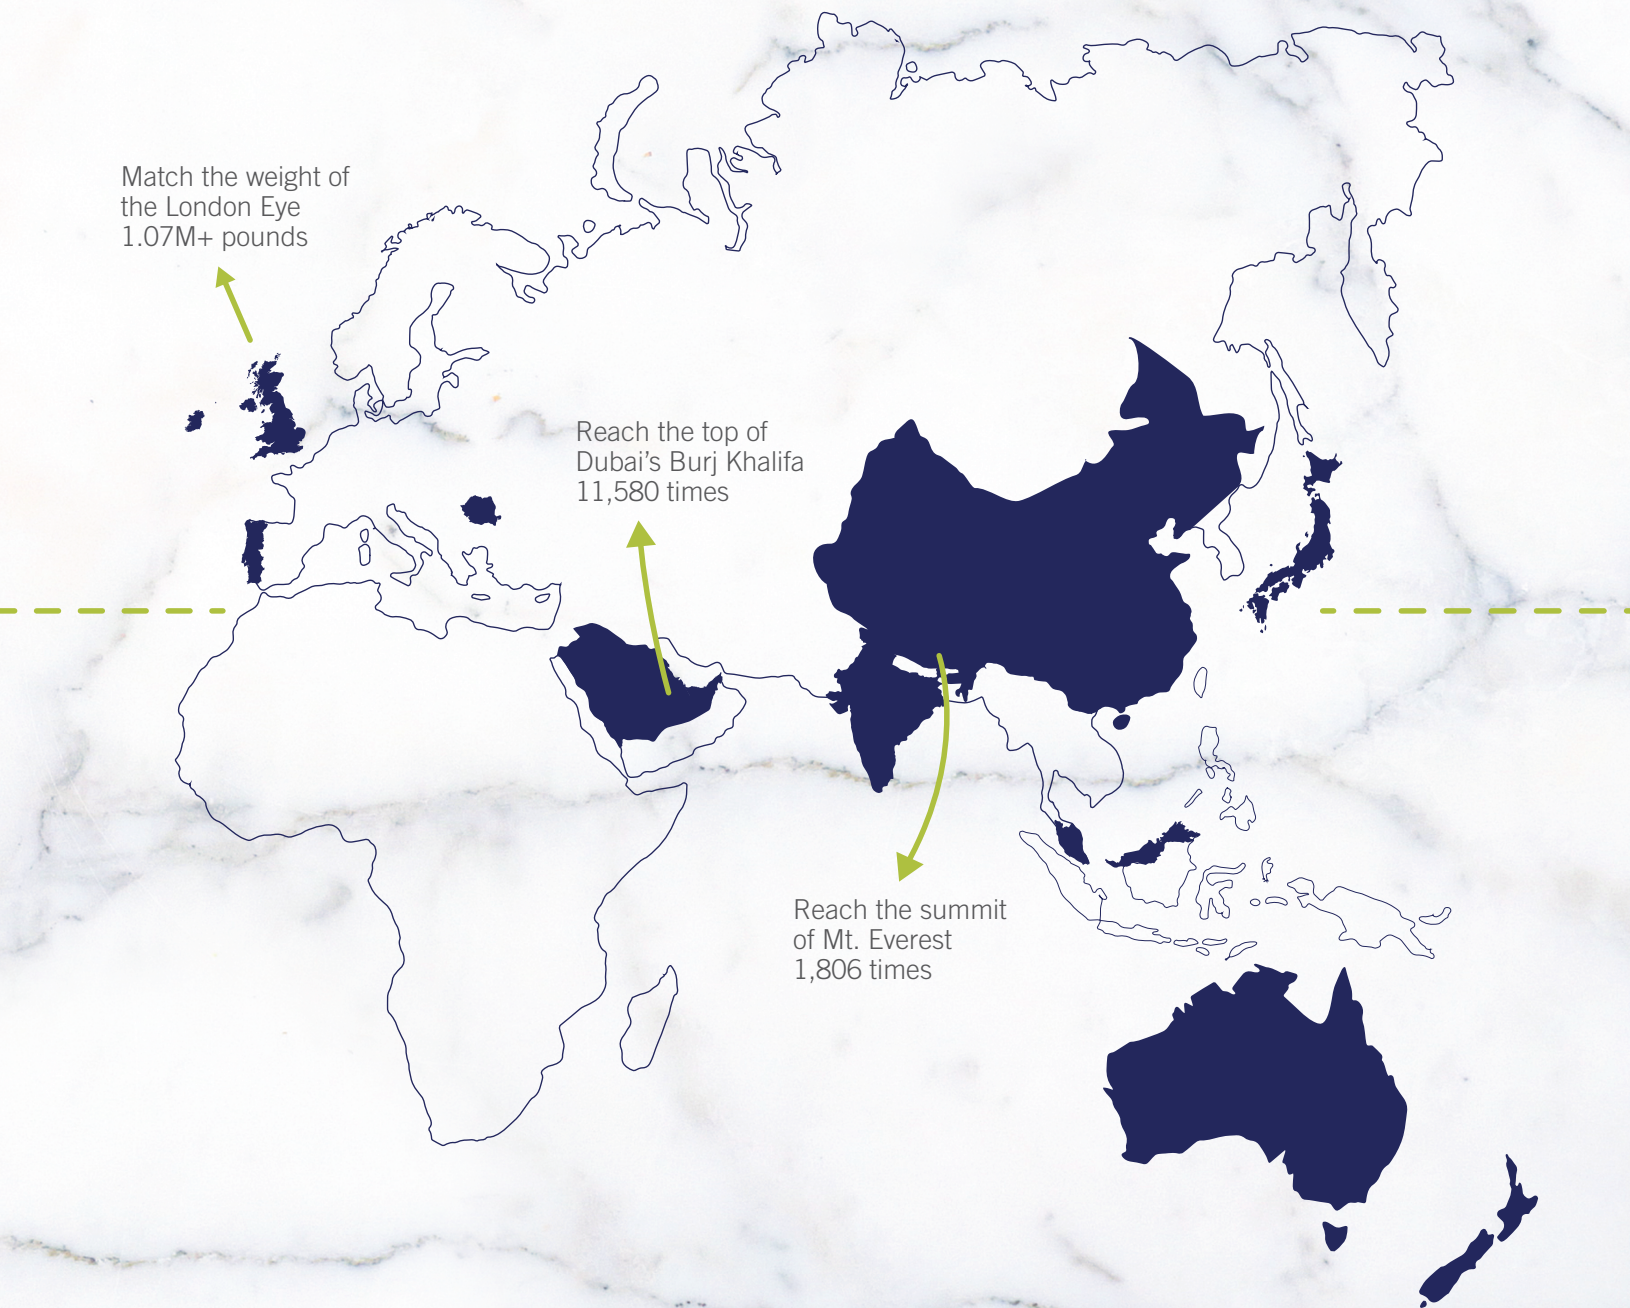 Match the weight of
the London Eye
1.07M+ pounds
Reach the top of
Dubai’s Burj Khalifa
11,580 times
Reach the summit
of Mt. Everest
1,806 times